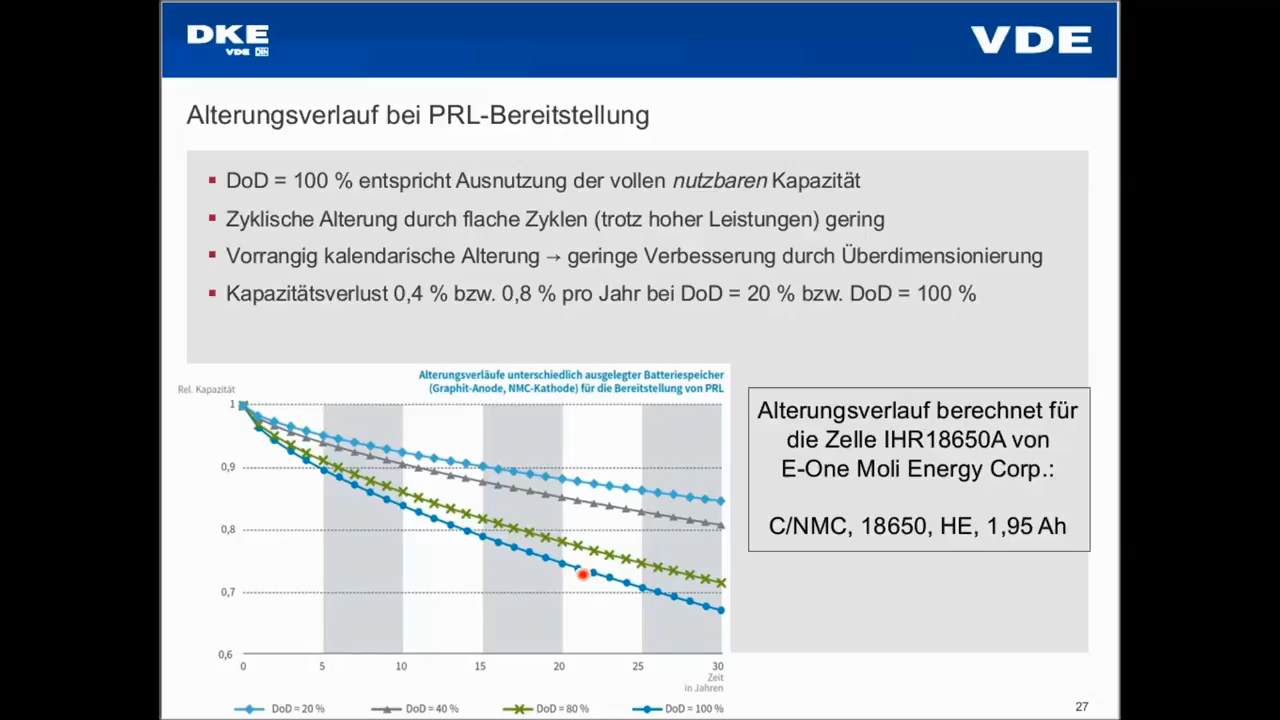 DKE
VDE DIN
VDE
Alterungsverlauf bei PRL-Bereitstellung
▪ DoD = 100 % entspricht Ausnutzung der vollen nutzbaren Kapazität
▪ Zyklische Alterung durch flache Zyklen (trotz hoher Leistungen) gering
▪ Vorrangig kalendarische Alterung → geringe Verbesserung durch Überdimensionierung
▪ Kapazitätsverlust 0,4 % bzw. 0,8 % pro Jahr bei DoD = 20 % bzw. DoD = 100 %
Alterungsverläufe unterschiedlich ausgelegter Batteriespeicher
(Graphit-Anode, NMC-Kathode) für die Bereitstellung von PRL
Rel. Kapazität
1
0,9
0,8
0,7
0,6
0 5 10 15 20 25 30
Zeit
in Jahren
DoD = 20 % DoD = 40 % DoD = 80 % DoD = 100 %
Alterungsverlauf berechnet für
die Zelle IHR18650A von
E-One Moli Energy Corp.:
C/NMC, 18650, HE, 1,95 Ah
27